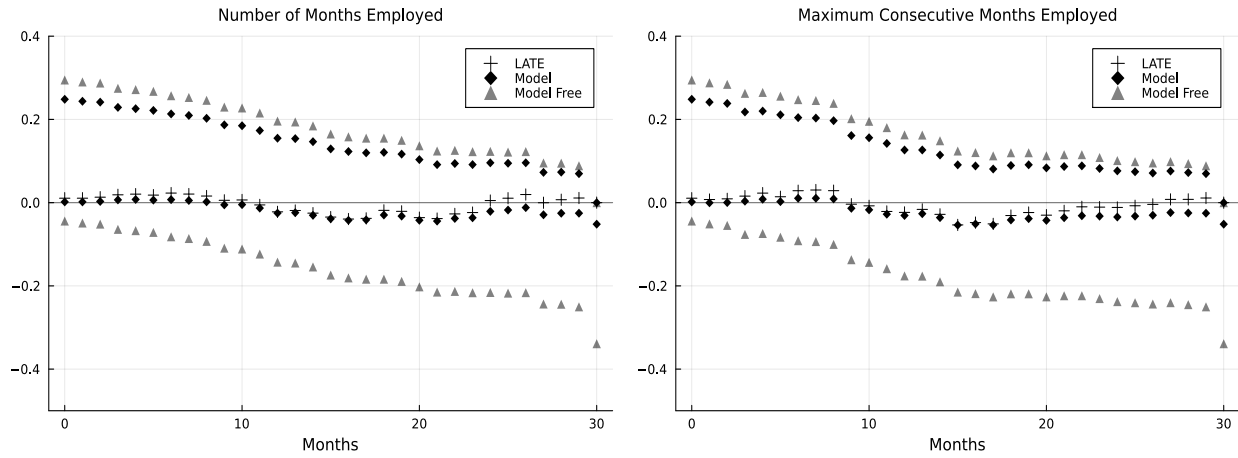 Number of Months Employed
0.4
0.2
0.0
−0.2
−0.4
0
10
20
30
Months
LATE
Model
Model Free
Maximum Consecutive Months Employed
0.4
0.2
0.0
−0.2
−0.4
0
10
20
30
Months
LATE
Model
Model Free